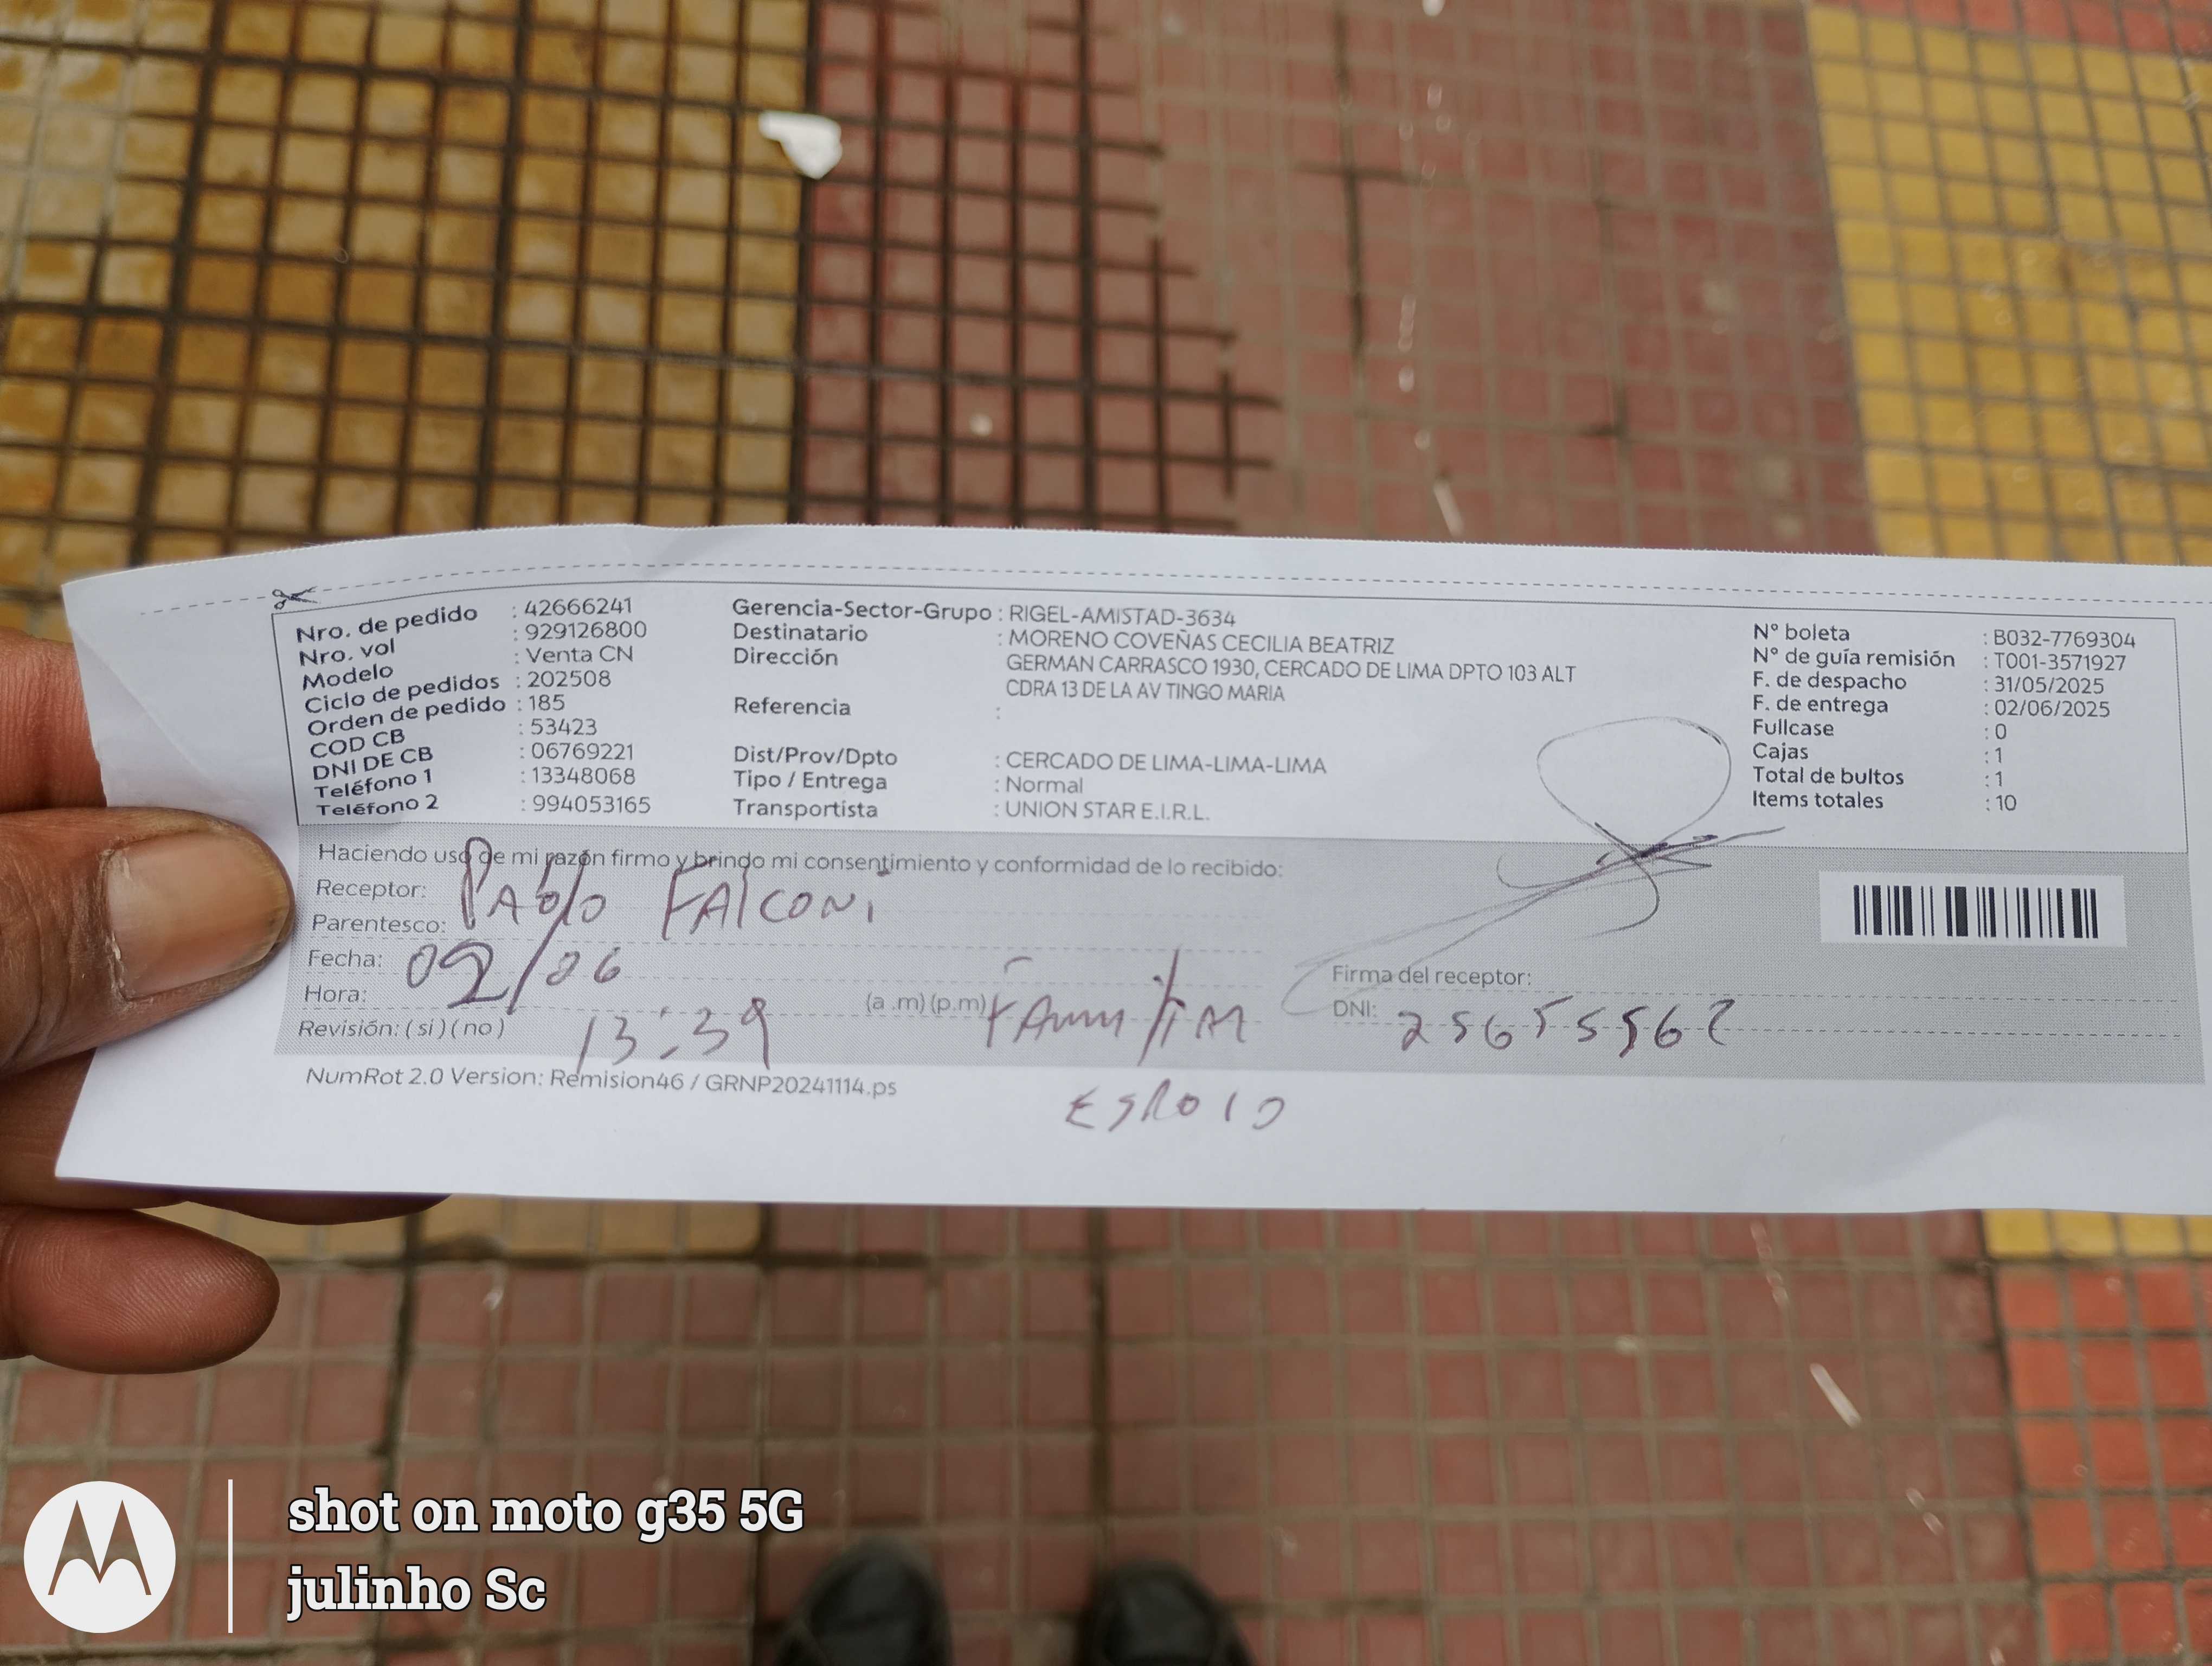 Nro. de pedido : 42666241
Nro. vol : 929126800
Modelo : Venta CN
Ciclo de pedidos : 202508
Orden de pedido : 185
COD CB : 53423
DNI DE CB : 06769221
Teléfono 1 : 13348068
Teléfono 2 : 994053165
Gerencia-Sector-Grupo : RIGEL-AMISTAD-3634
Destinatario : MORENO COVEÑAS CECILIA BEATRIZ
Dirección GERMAN CARRASCO 1930, CERCADO DE LIMA DPTO 103 ALT
CDRA 13 DE LA AV TINGO MARIA
Referencia :
Dist/Prov/Dpto : CERCADO DE LIMA-LIMA-LIMA
Tipo / Entrega : Normal
Transportista : UNION STAR E.I.R.L.
N° boleta : B032-7769304
N° de guía remisión : T001-3571927
F. de despacho : 31/05/2025
F. de entrega : 02/06/2025
Fullcase : 0
Cajas : 1
Total de bultos : 1
Items totales : 10
Haciendo uso de mi razón firmo y brindo mi consentimiento y conformidad de lo recibido:
Receptor: PAblo FAlCONi
Parentesco:
Fecha: 02/06
Hora: 13:39 (a .m) (p.m)
Revisión: ( si ) ( no )
Firma del receptor:
DNI:
NumRot 2.0 Version: Remision46 / GRNP20241114.ps
shot on moto g35 5G
julinho Sc